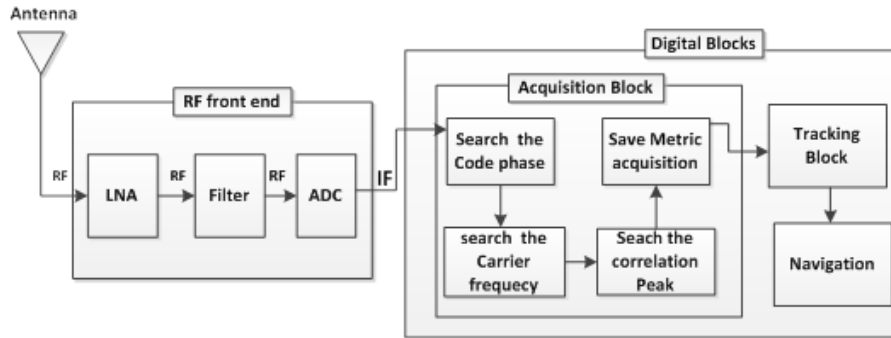 Antenna
RF front end
RF
LNA
RF
Filter
RF
ADC
IF
Digital Blocks
Acquisition Block
Search the
Code phase
search the
Carrier
frequecy
Seach the
correlation
Peak
Save Metric
acquisition
Tracking
Block
Navigation